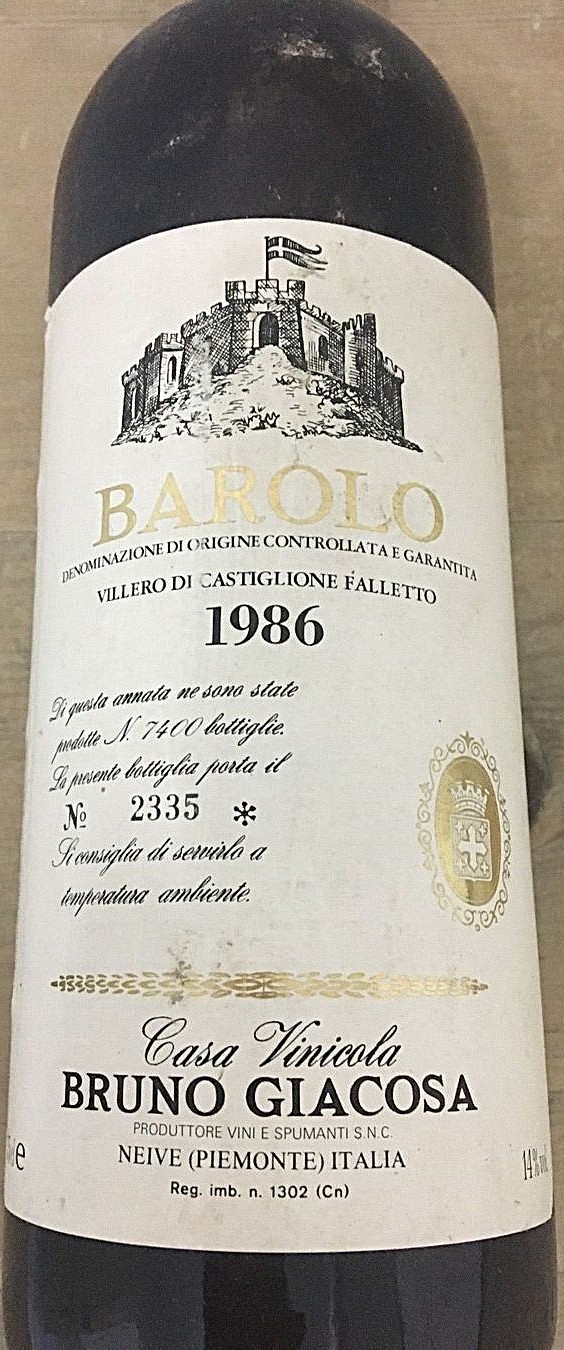 BAROLO
DENOMINAZIONE DI ORIGINE CONTROLLATA E GARANTITA
VILLERO DI CASTIGLIONE FALLETTO
1986
Di questa annata ne sono state
prodotte N. 7400 bottiglie.
La presente bottiglia porta il
№ 2335 *
Si consiglia di servirlo a
temperatura ambiente.
Casa Vinicola
BRUNO GIACOSA
PRODUTTORE VINI E SPUMANTI S.N.C.
NEIVE (PIEMONTE) ITALIA
e
14% vol
Reg. imb. n. 1302 (Cn)